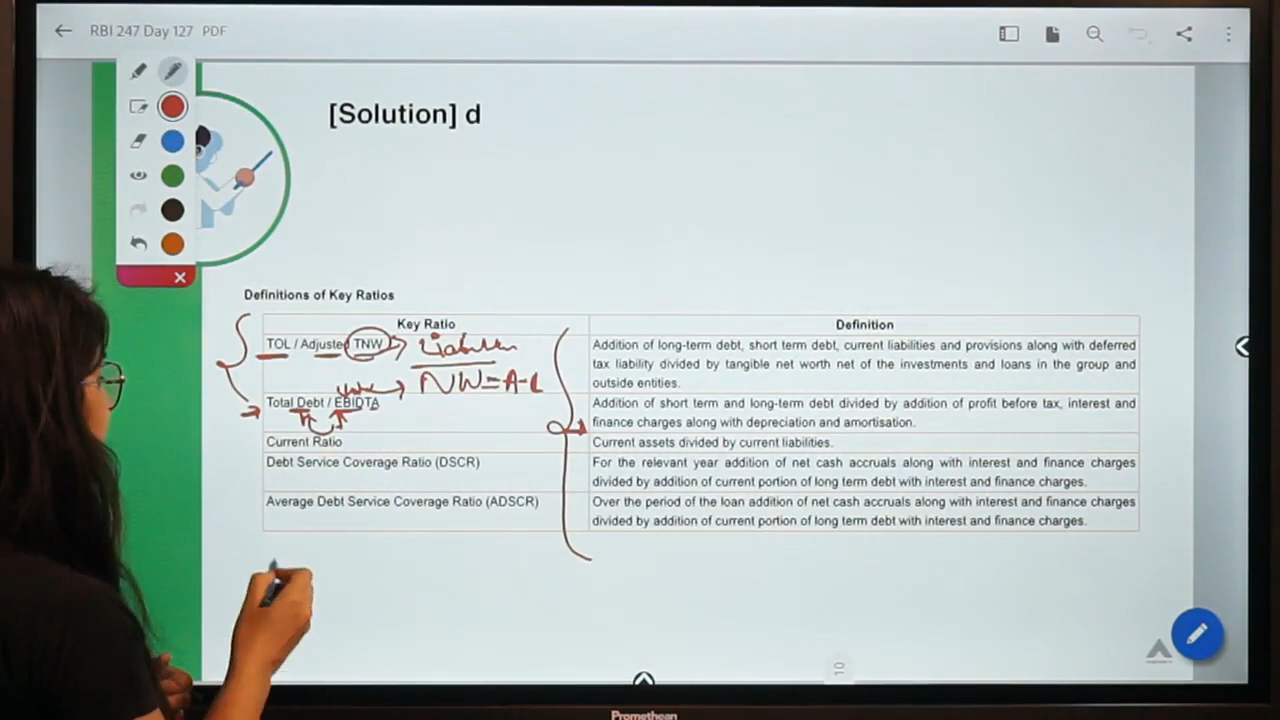 RBI 247 Day 127 PDF
[Solution] d
Definitions of Key Ratios
Key Ratio
Definition
TOL / Adjusted TNW
Liabilities
NW=A-L
Addition of long-term debt, short term debt, current liabilities and provisions along with deferred
tax liability divided by tangible net worth net of the investments and loans in the group and
outside entities.
Total Debt / EBIDTA
Addition of short term and long-term debt divided by addition of profit before tax, interest and
finance charges along with depreciation and amortisation.
Current Ratio
Current assets divided by current liabilities.
Debt Service Coverage Ratio (DSCR)
For the relevant year addition of net cash accruals along with interest and finance charges
divided by addition of current portion of long term debt with interest and finance charges.
Average Debt Service Coverage Ratio (ADSCR)
Over the period of the loan addition of net cash accruals along with interest and finance charges
divided by addition of current portion of long term debt with interest and finance charges.
10
Promethean